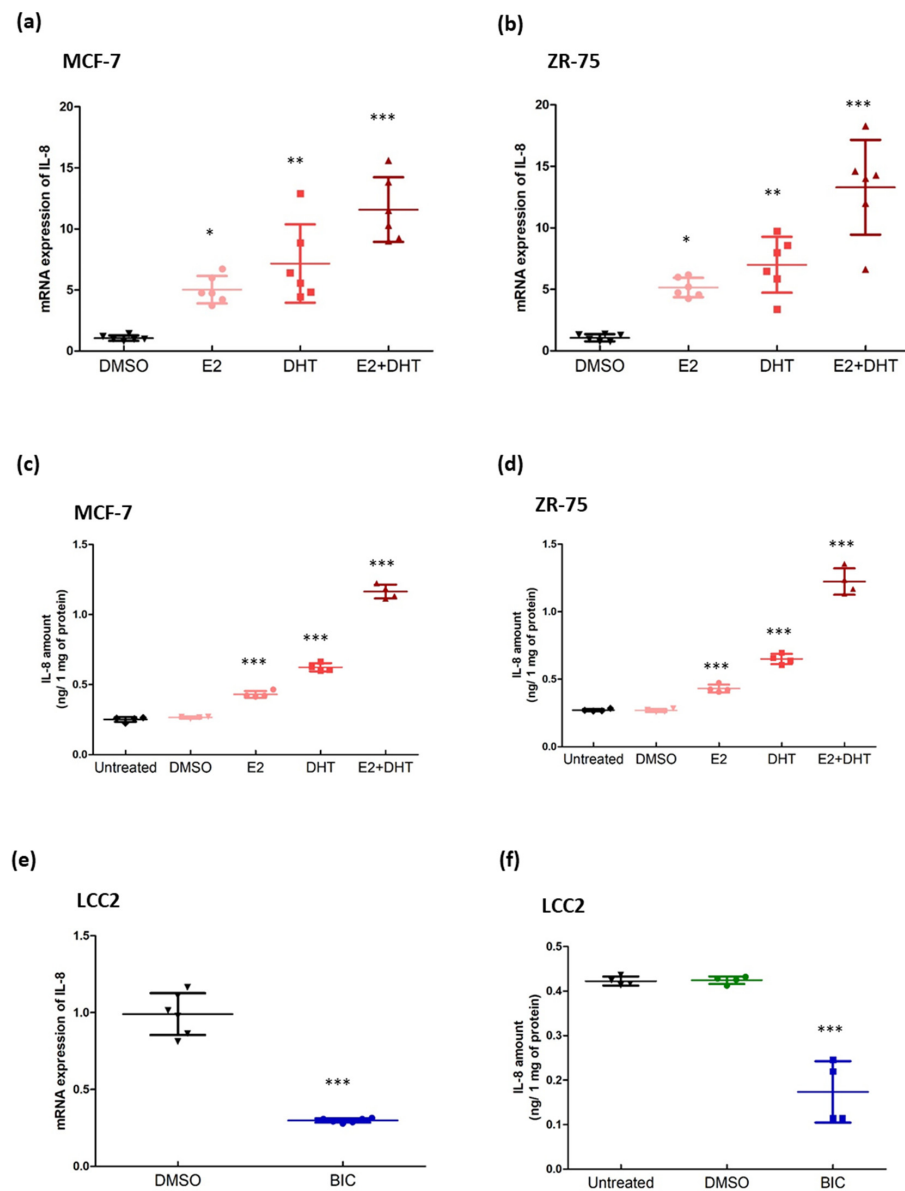 (a)
MCF-7
mRNA expression of IL-8
20
15
10
5
0
*
**
***
DMSO E2 DHT E2+DHT
(b)
ZR-75
mRNA expression of IL-8
20
15
10
5
0
*
**
***
DMSO E2 DHT E2+DHT
(c)
MCF-7
IL-8 amount
(ng/ 1 mg of protein)
1.5
1.0
0.5
0.0
***
***
***
Untreated DMSO E2 DHT E2+DHT
(d)
ZR-75
IL-8 amount
(ng/ 1 mg of protein)
1.5
1.0
0.5
0.0
***
***
***
Untreated DMSO E2 DHT E2+DHT
(e)
LCC2
mRNA expression of IL-8
1.5
1.0
0.5
0.0
***
DMSO BIC
(f)
LCC2
IL-8 amount
(ng/ 1 mg of protein)
0.5
0.4
0.3
0.2
0.1
0.0
***
Untreated DMSO BIC